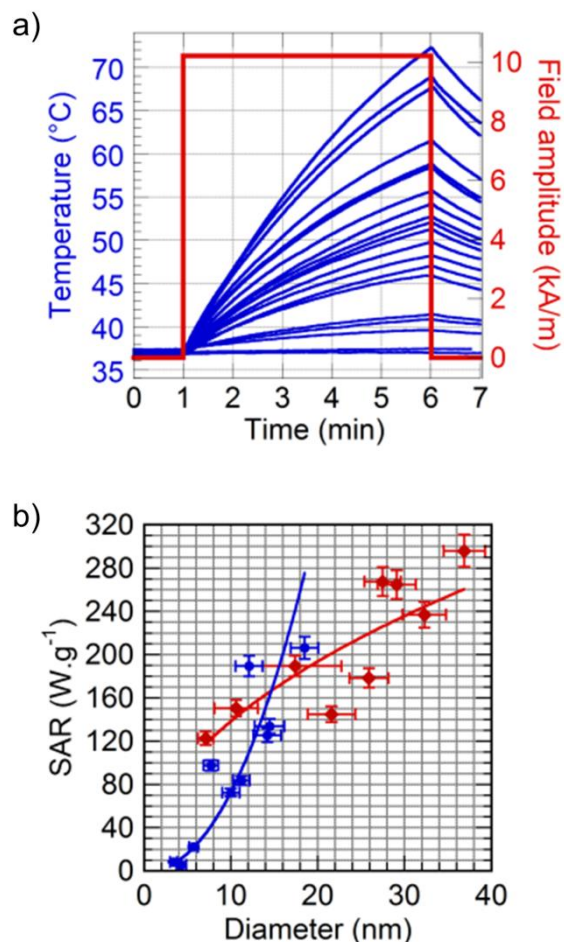 a)
Temperature (°C)
70
65
60
55
50
45
40
35
10
8
6
4
2
0
Field amplitude (kA/m)
0 1 2 3 4 5 6 7
Time (min)
b)
SAR (W.g-1)
320
280
240
200
160
120
80
40
0
0 10 20 30 40
Diameter (nm)